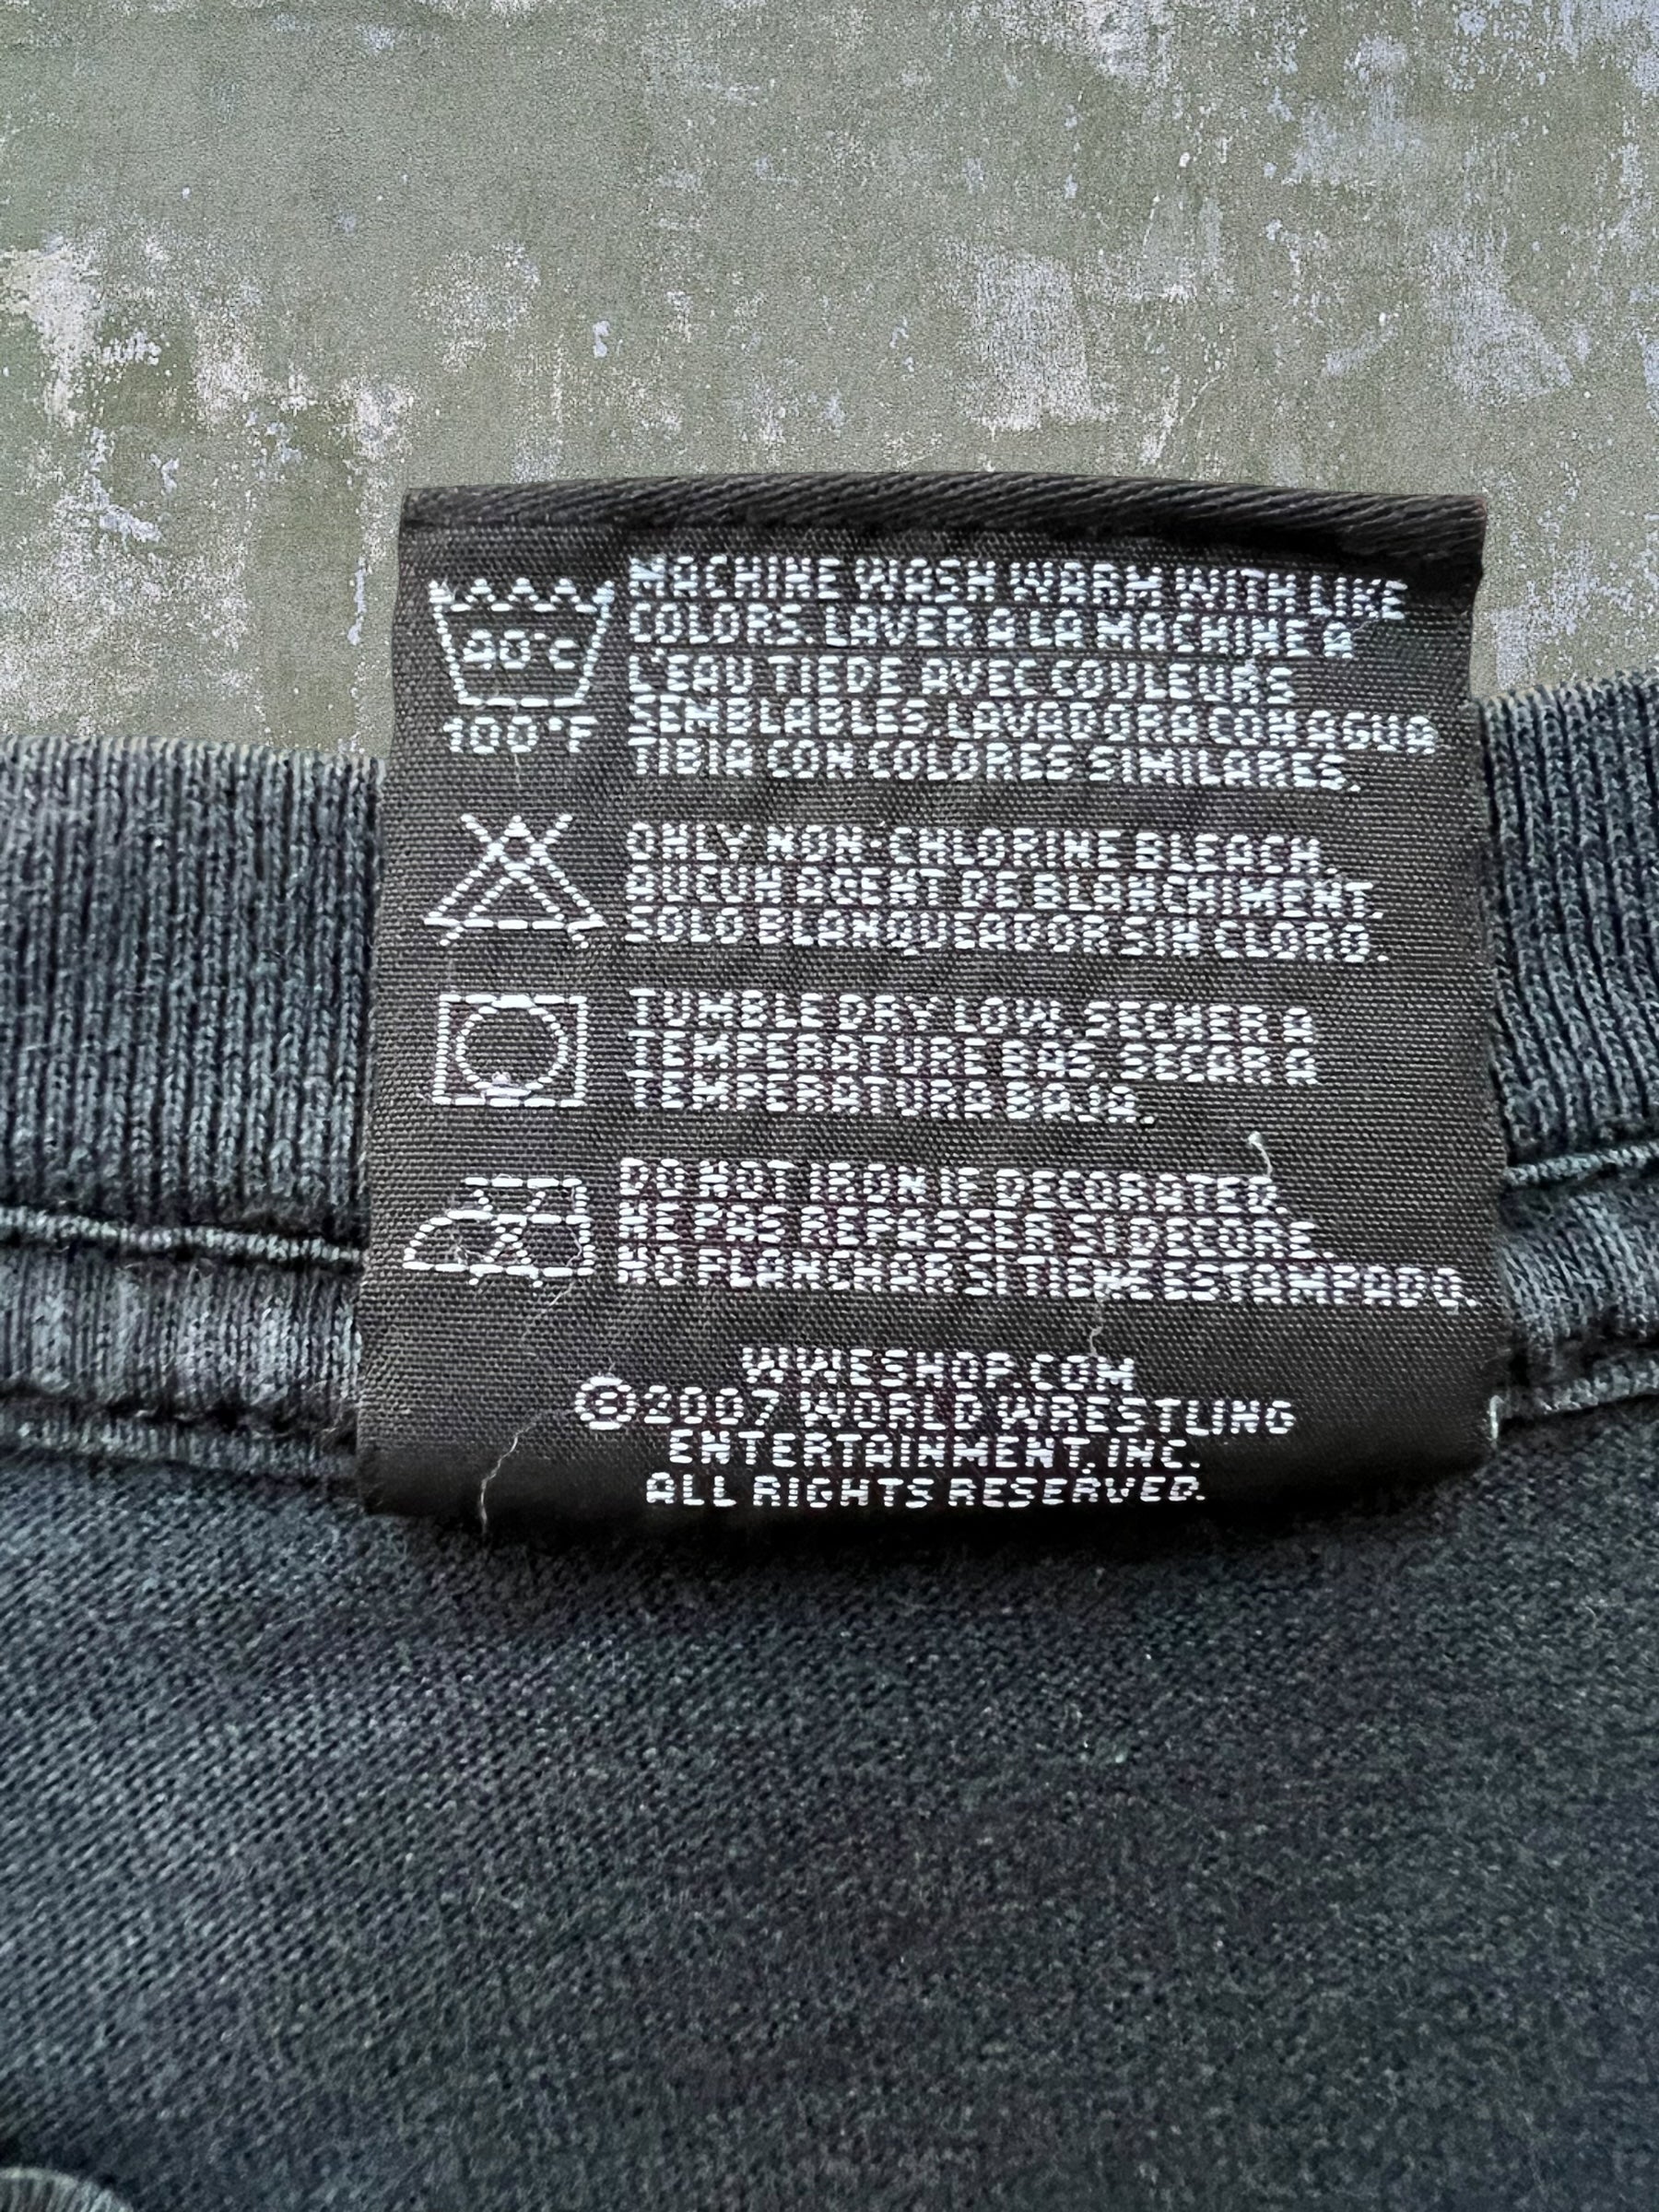 MACHINE WASH WARM WITH LIKE
COLORS. LAVER A LA MACHINE A
40°C
L'EAU TIEDE AVEC COULEURS
100°F
SEMBLABLES. LAVADORA CON AGUA
TIBIA CON COLORES SIMILARES.
ONLY NON-CHLORINE BLEACH.
AUCUN AGENT DE BLANCHIMENT.
SOLO BLANQUEADOR SIN CLORO.
TUMBLE DRY LOW. SECHER A
TEMPERATURE BAS. SECAR A
TEMPERATURA BAJA.
DO NOT IRON IF DECORATED.
NE PAS REPASSER SI DECORA.
NO PLANCHAR SI TIENE ESTAMPADO.
WWESHOP.COM
©2007 WORLD WRESTLING
ENTERTAINMENT, INC.
ALL RIGHTS RESERVED.